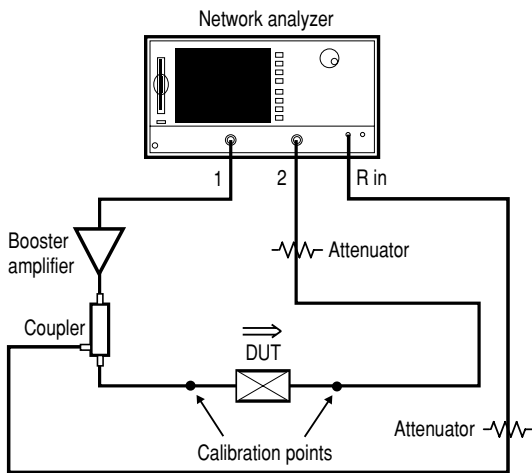 Network analyzer
1
2
R in
Booster
amplifier
Attenuator
Coupler
DUT
Attenuator
Calibration points